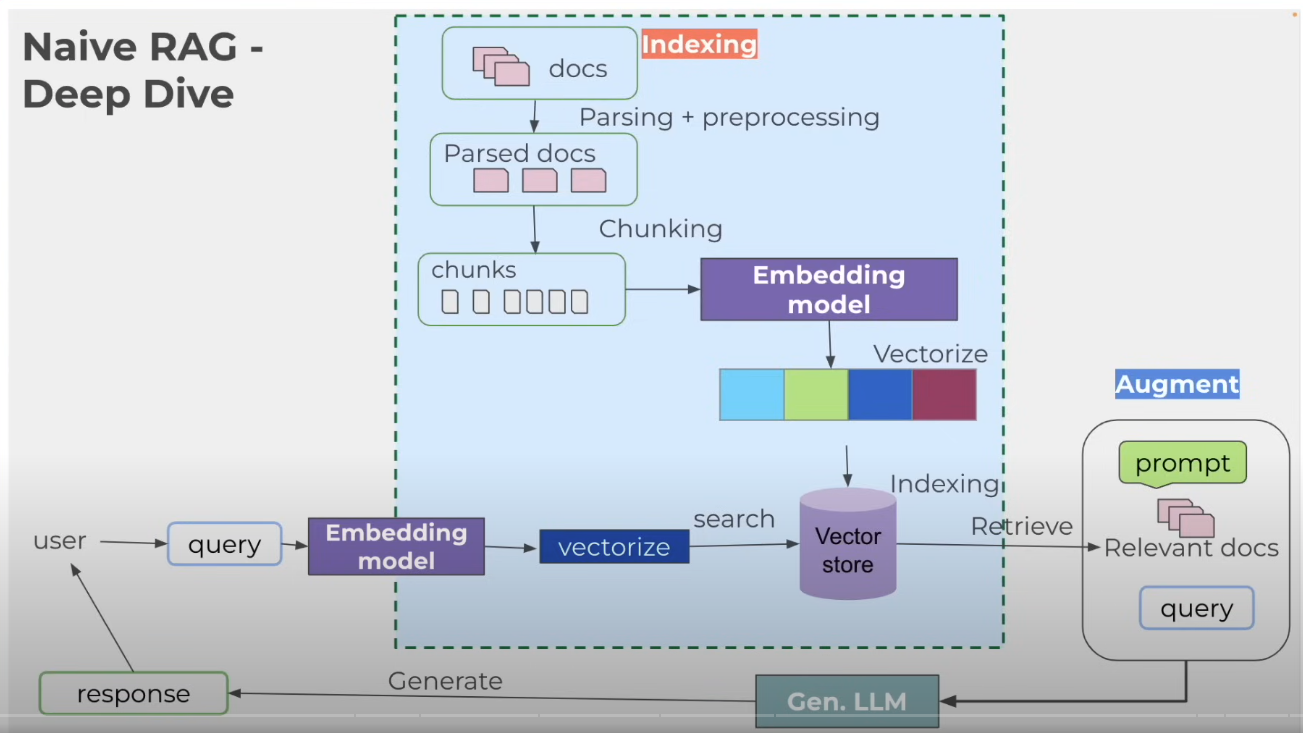 Naive RAG -
Deep Dive
Indexing
docs
Parsing + preprocessing
Parsed docs
Chunking
chunks
Embedding
model
Vectorize
Augment
prompt
Indexing
Relevant docs
query
user
query
Embedding
model
vectorize
search
Vector
store
Retrieve
response
Generate
Gen. LLM